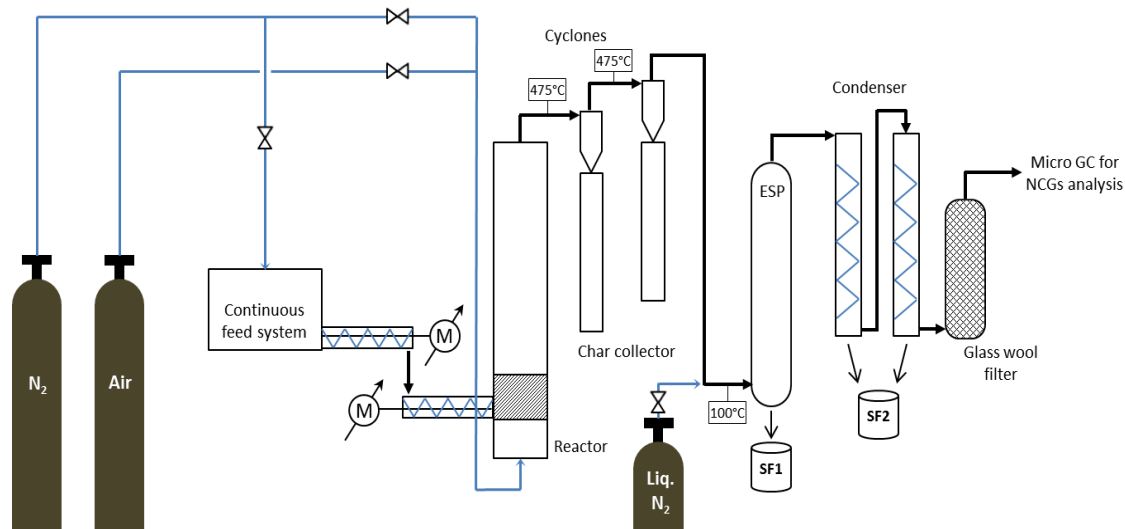 Cyclones
475°C
475°C
Condenser
Micro GC for
NCGs analysis
ESP
Continuous
feed system
M
M
N₂
Air
Char collector
Glass wool
filter
100°C
Reactor
Liq.
N₂
SF1
SF2